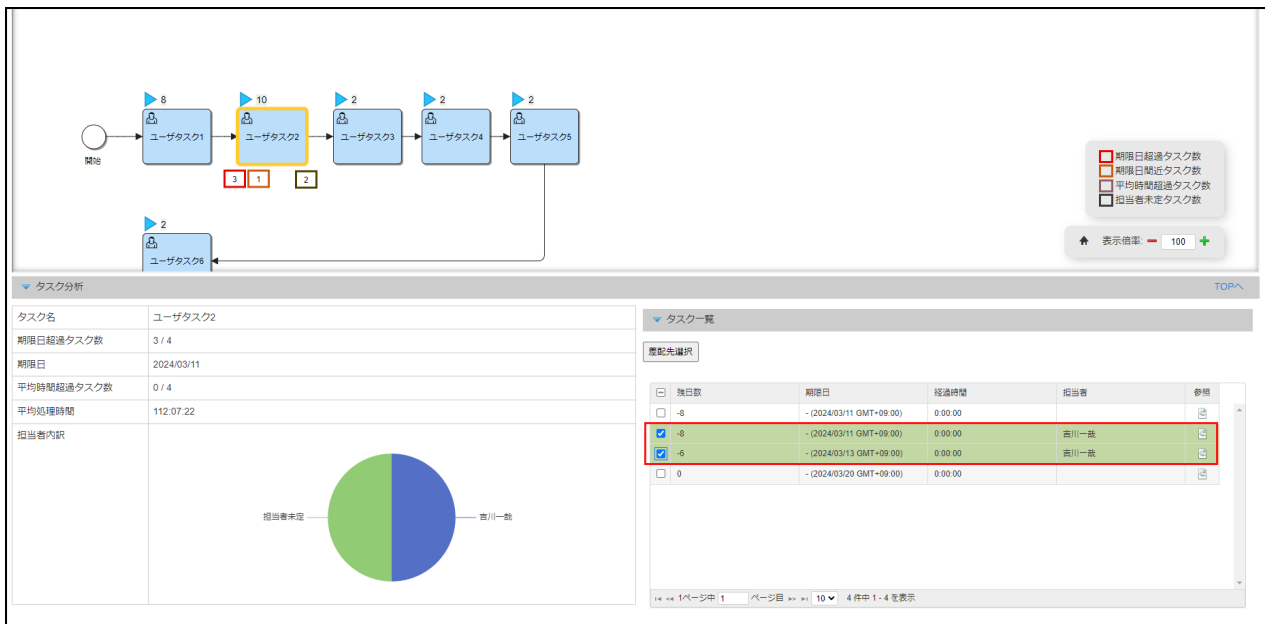 8
10
2
2
2
ユーザタスク1
ユーザタスク2
ユーザタスク3
ユーザタスク4
ユーザタスク5
開始
3
1
2
2
ユーザタスク6
期限日超過タスク数
期限日間近タスク数
平均時間超過タスク数
担当者未定タスク数
表示倍率: 100
タスク分析
TOPへ
タスク名 ユーザタスク2
期限日超過タスク数 3 / 4
期限日 2024/03/11
平均時間超過タスク数 0 / 4
平均処理時間 112:07:22
担当者内訳
担当者未定
吉川一哉
タスク一覧
差配先選択
残日数 期限日 経過時間 担当者 参照
-8 - (2024/03/11 GMT+09:00) 0:00:00
-8 - (2024/03/11 GMT+09:00) 0:00:00 吉川一哉
-6 - (2024/03/13 GMT+09:00) 0:00:00 吉川一哉
0 - (2024/03/20 GMT+09:00) 0:00:00
1ページ中 1 ページ目 10 4 件中 1 - 4 を表示